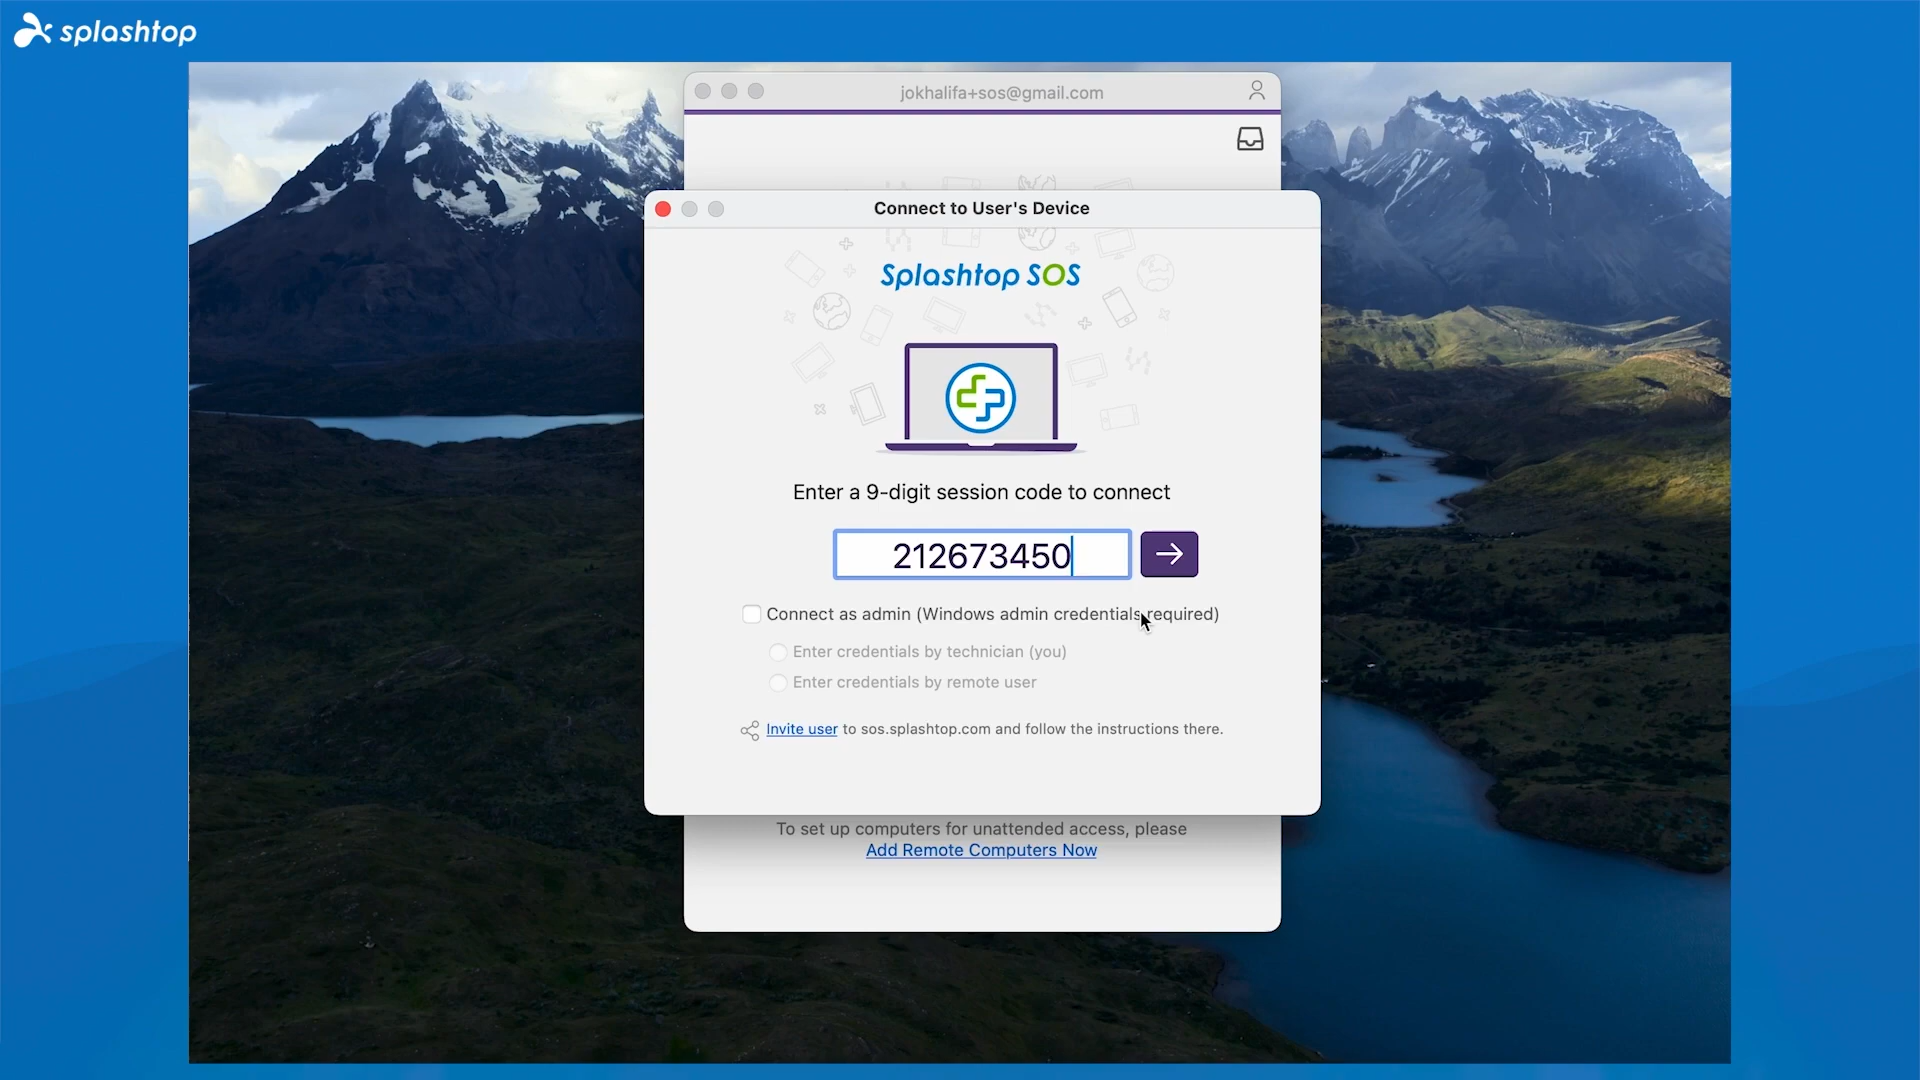 splashtop
jokhalifa+sos@gmail.com
Connect to User's Device
Splashtop SOS
Enter a 9-digit session code to connect
212673450
Connect as admin (Windows admin credentials required)
Enter credentials by technician (you)
Enter credentials by remote user
Invite user to sos.splashtop.com and follow the instructions there.
To set up computers for unattended access, please
Add Remote Computers Now